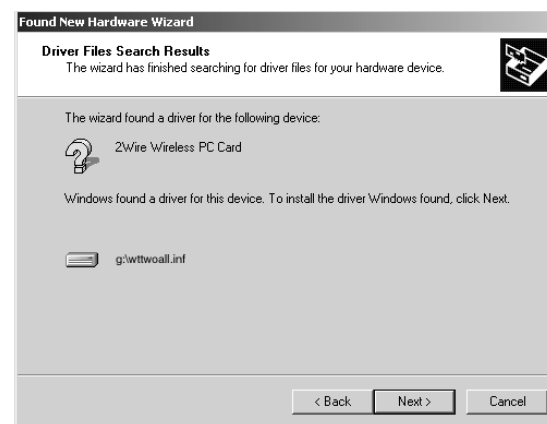 Found New Hardware Wizard
Driver Files Search Results
The wizard has finished searching for driver files for your hardware device.
The wizard found a driver for the following device:
2Wire Wireless PC Card
Windows found a driver for this device. To install the driver Windows found, click Next.
g:\wttwoall.inf
< Back Next > Cancel